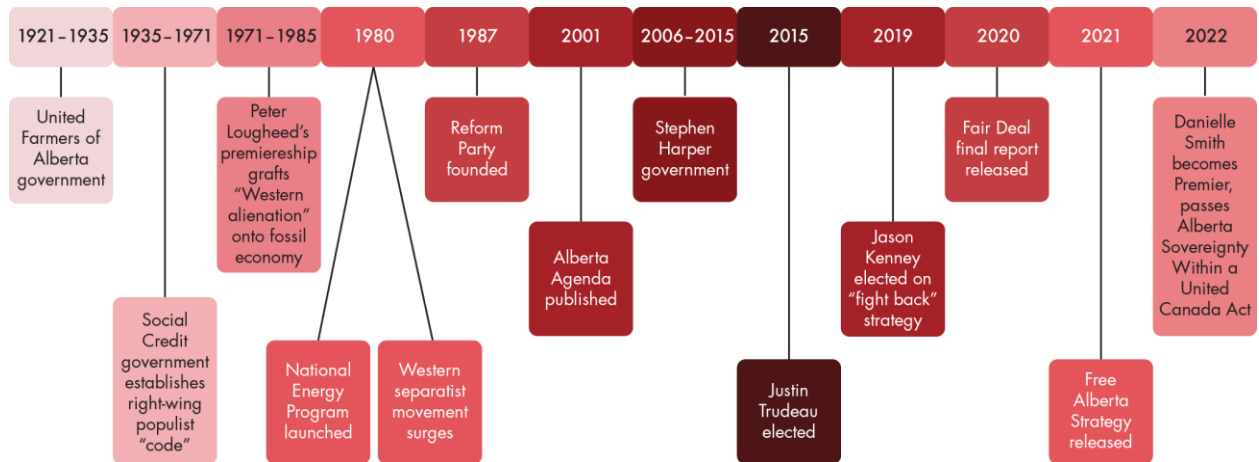 1921–1935
1935–1971
1971–1985
1980
1987
2001
2006–2015
2015
2019
2020
2021
2022
United
Farmers of
Alberta
government
Social
Credit
government
establishes
right-wing
populist
“code”
Peter
Lougheed’s
premiereship
grafts
“Western
alienation”
onto fossil
economy
National
Energy
Program
launched
Western
separatist
movement
surges
Reform
Party
founded
Alberta
Agenda
published
Stephen
Harper
government
Justin
Trudeau
elected
Jason
Kenney
elected on
“fight back”
strategy
Fair Deal
final report
released
Free
Alberta
Strategy
released
Danielle
Smith
becomes
Premier,
passes
Alberta
Sovereignty
Within a
United
Canada Act